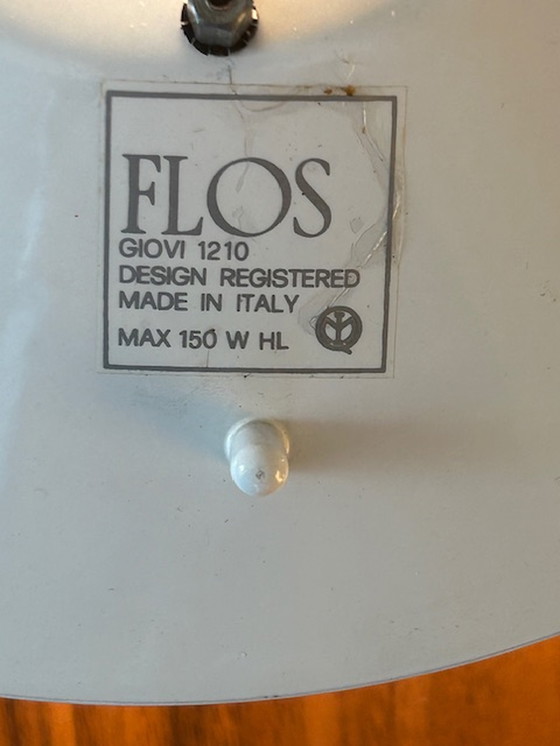 FLOS
GIOVI 1210
DESIGN REGISTERED
MADE IN ITALY
MAX 150 W HL